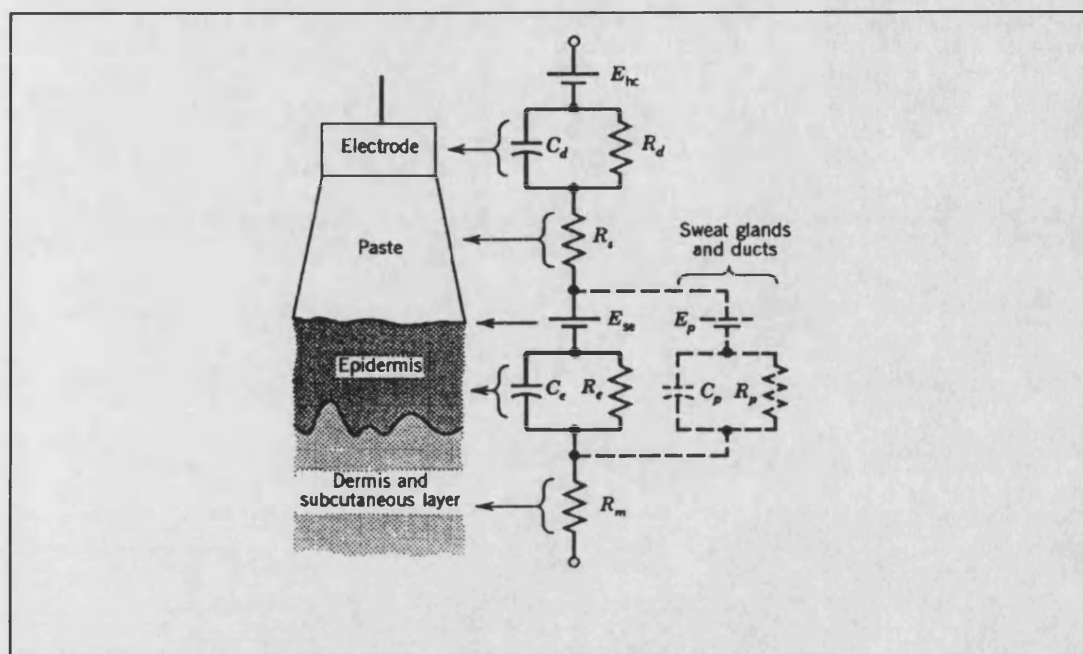 E_hc
Electrode
C_d
R_d
Paste
R_s
Sweat glands
and ducts
E_se
E_p
Epidermis
C_e
R_e
C_p
R_p
Dermis and
subcutaneous layer
R_m